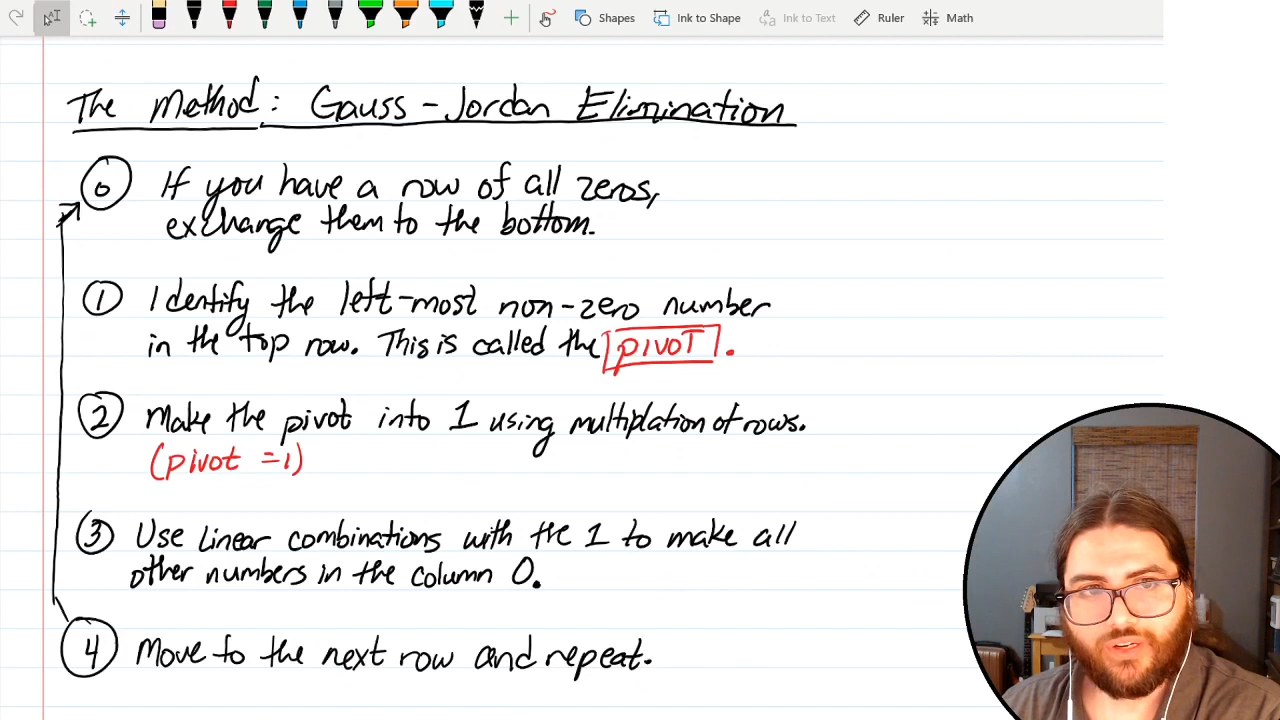 Shapes
Ink to Shape
Ink to Text
Ruler
Math
The Method: Gauss-Jordan Elimination
0 If you have a row of all zeros,
exchange them to the bottom.
1 Identify the left-most non-zero number
in the top row. This is called the pivot.
2 Make the pivot into 1 using multiplation of rows.
(pivot = 1)
3 Use linear combinations with the 1 to make all
other numbers in the column 0.
4 Move to the next row and repeat.